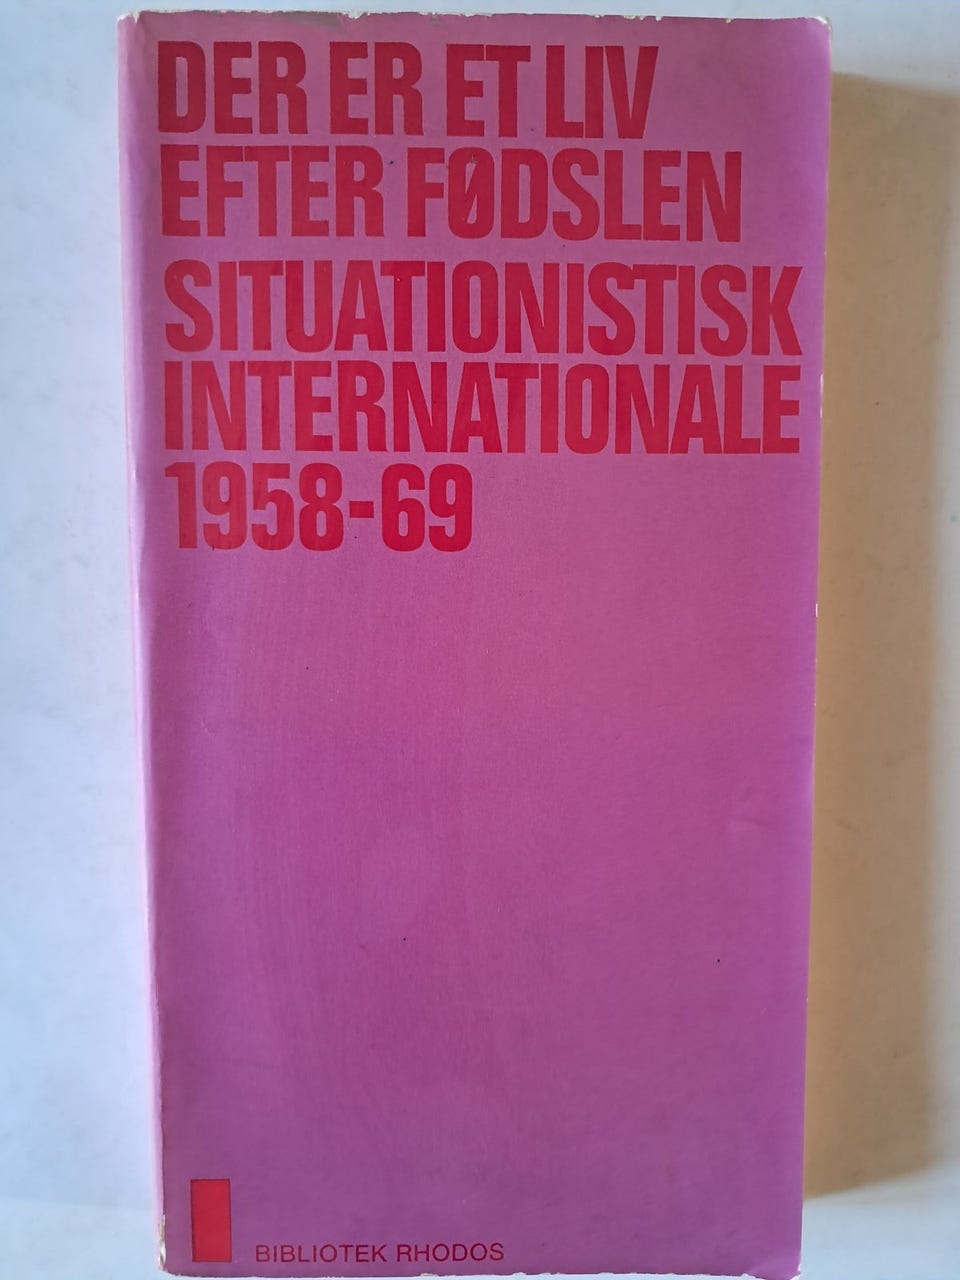 DER ER ET LIV
EFTER FØDSLEN
SITUATIONISTISK
INTERNATIONALE
1958-69
BIBLIOTEK RHODOS